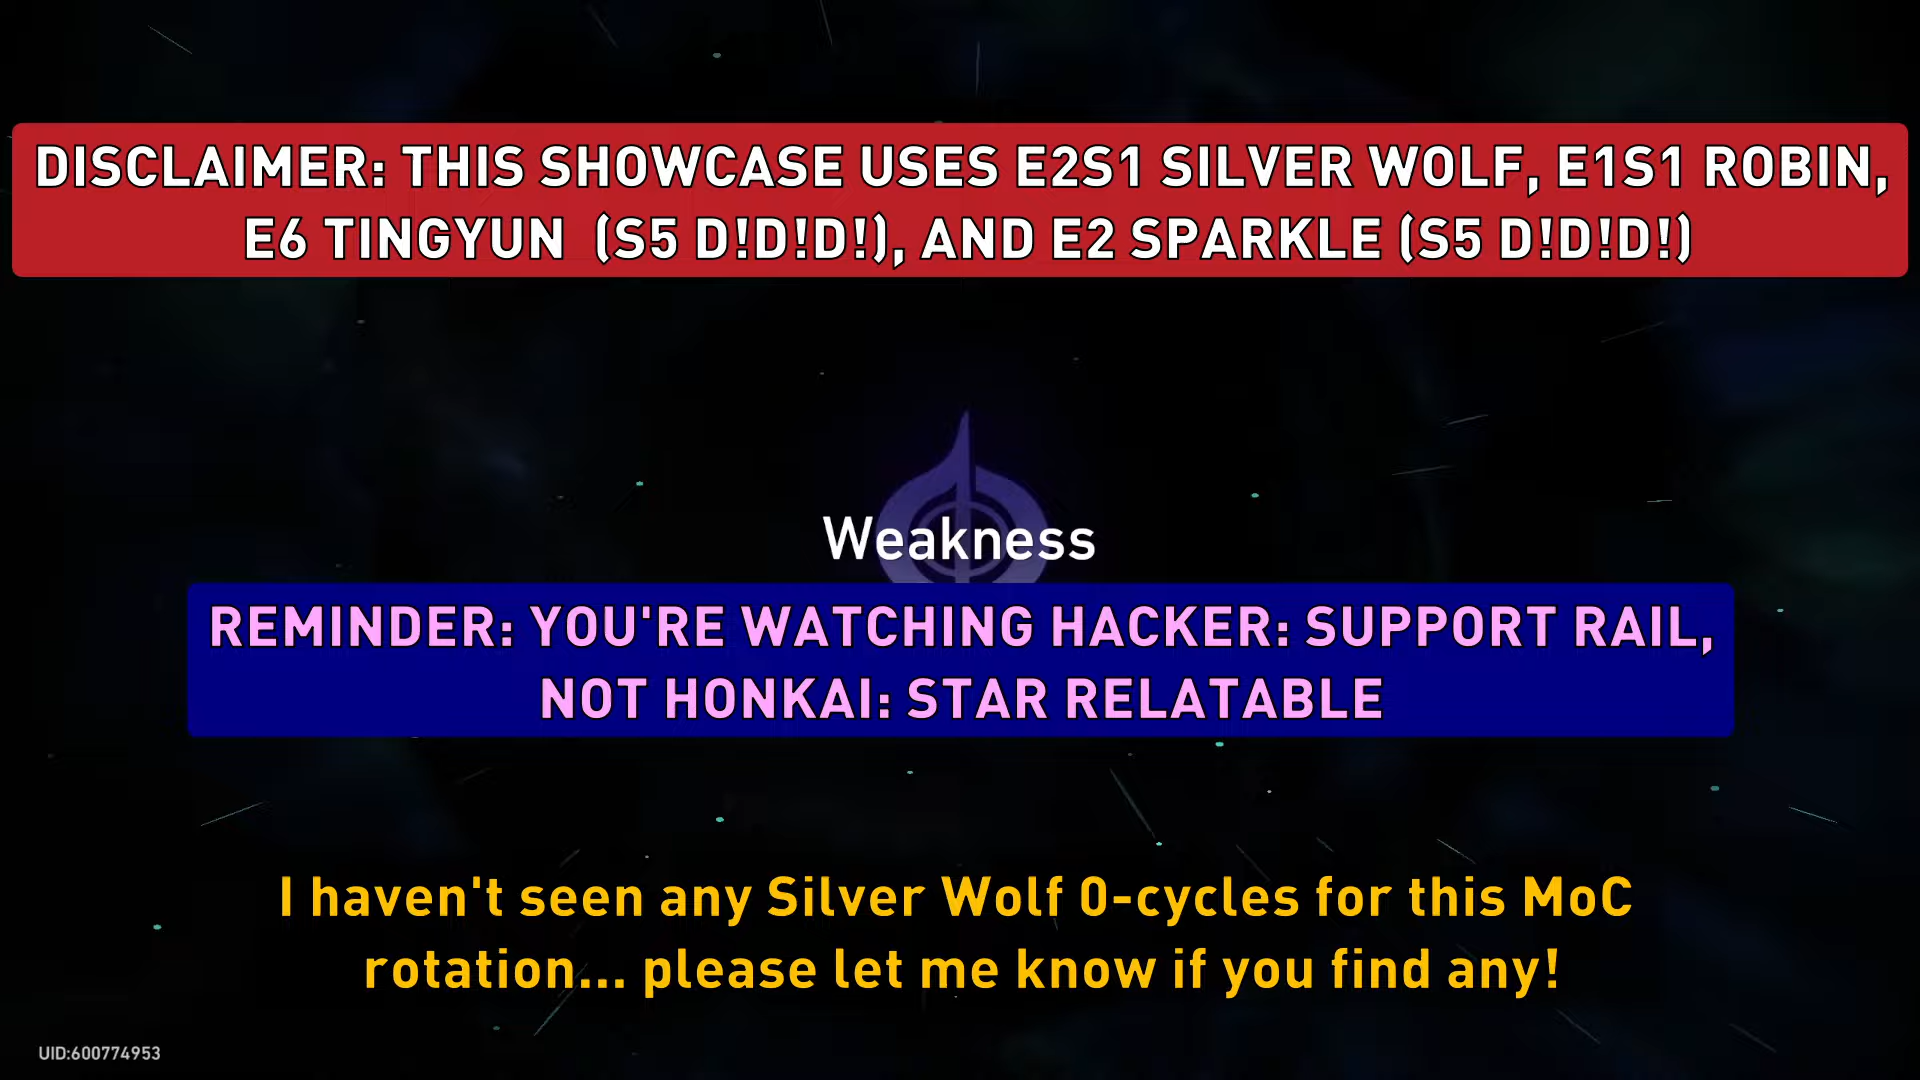 DISCLAIMER: THIS SHOWCASE USES E2S1 SILVER WOLF, E1S1 ROBIN,
E6 TINGYUN (S5 D!D!D!), AND E2 SPARKLE (S5 D!D!D!)
Weakness
REMINDER: YOU'RE WATCHING HACKER: SUPPORT RAIL,
NOT HONKAI: STAR RELATABLE
I haven't seen any Silver Wolf 0-cycles for this MoC
rotation... please let me know if you find any!
UID:600774953